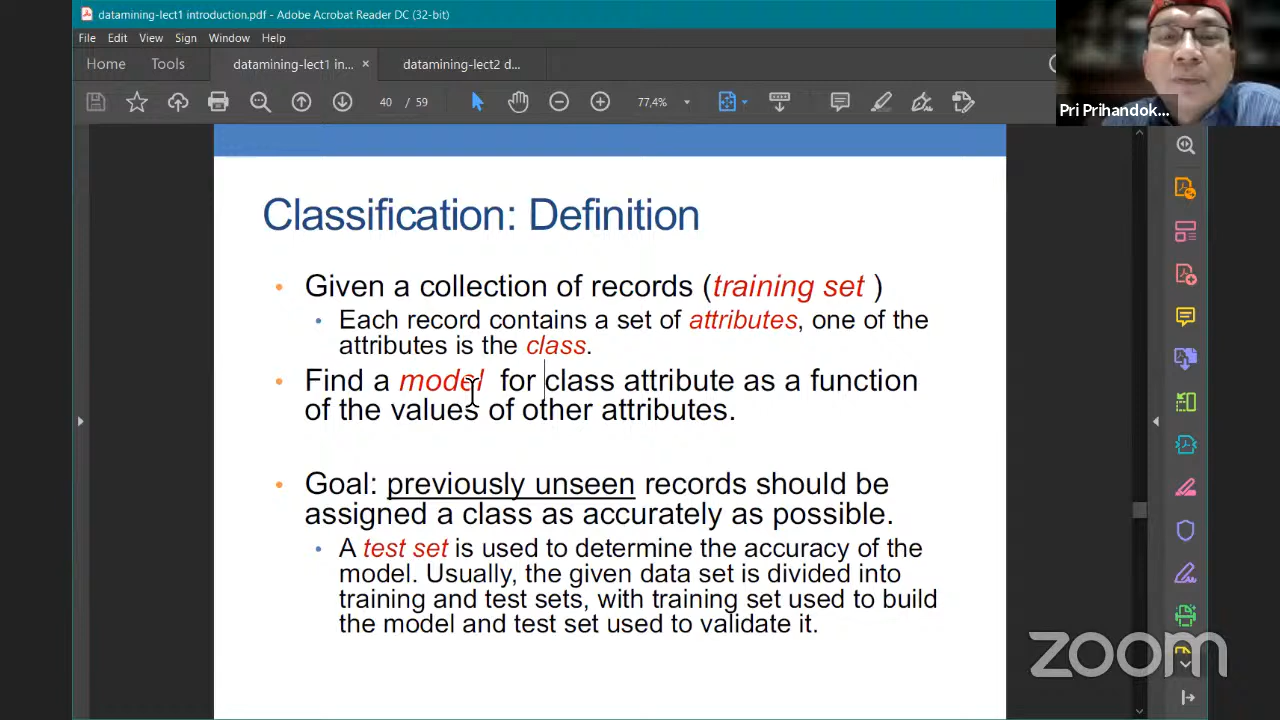 datamining-lect1 introduction.pdf - Adobe Acrobat Reader DC (32-bit)
File Edit View Sign Window Help
Home Tools datamining-lect1 in... × datamining-lect2 d...
40 / 59 77,4%
Pri Prihandok...
Classification: Definition
• Given a collection of records (training set )
• Each record contains a set of attributes, one of the
attributes is the class.
• Find a model for class attribute as a function
of the values of other attributes.
• Goal: previously unseen records should be
assigned a class as accurately as possible.
• A test set is used to determine the accuracy of the
model. Usually, the given data set is divided into
training and test sets, with training set used to build
the model and test set used to validate it.
zoom